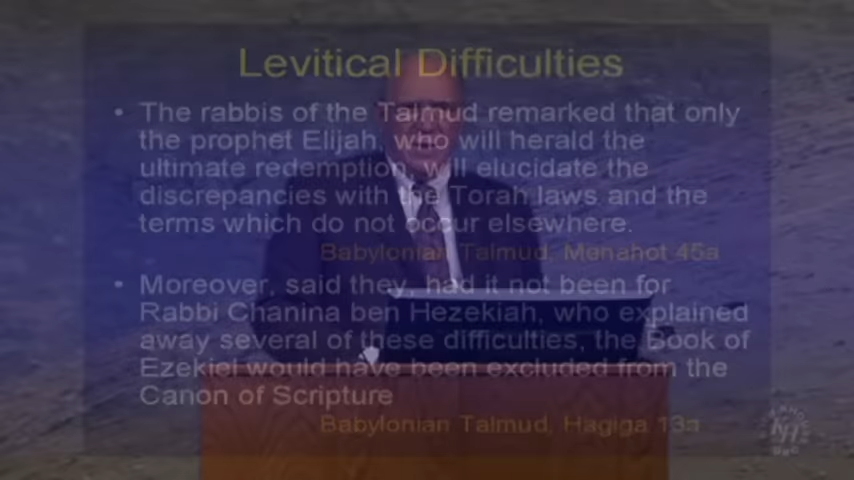 Levitical Difficulties
• The rabbis of the Talmud remarked that only
the prophet Elijah, who will herald the
ultimate redemption, will elucidate the
discrepancies with the Torah laws and the
terms which do not occur elsewhere.
Babylonian Talmud, Menahot 45a
• Moreover, said they, had it not been for
Rabbi Chanina ben Hezekiah, who explained
away several of these difficulties, the Book of
Ezekiel would have been excluded from the
Canon of Scripture
Babylonian Talmud, Hagiga 13a